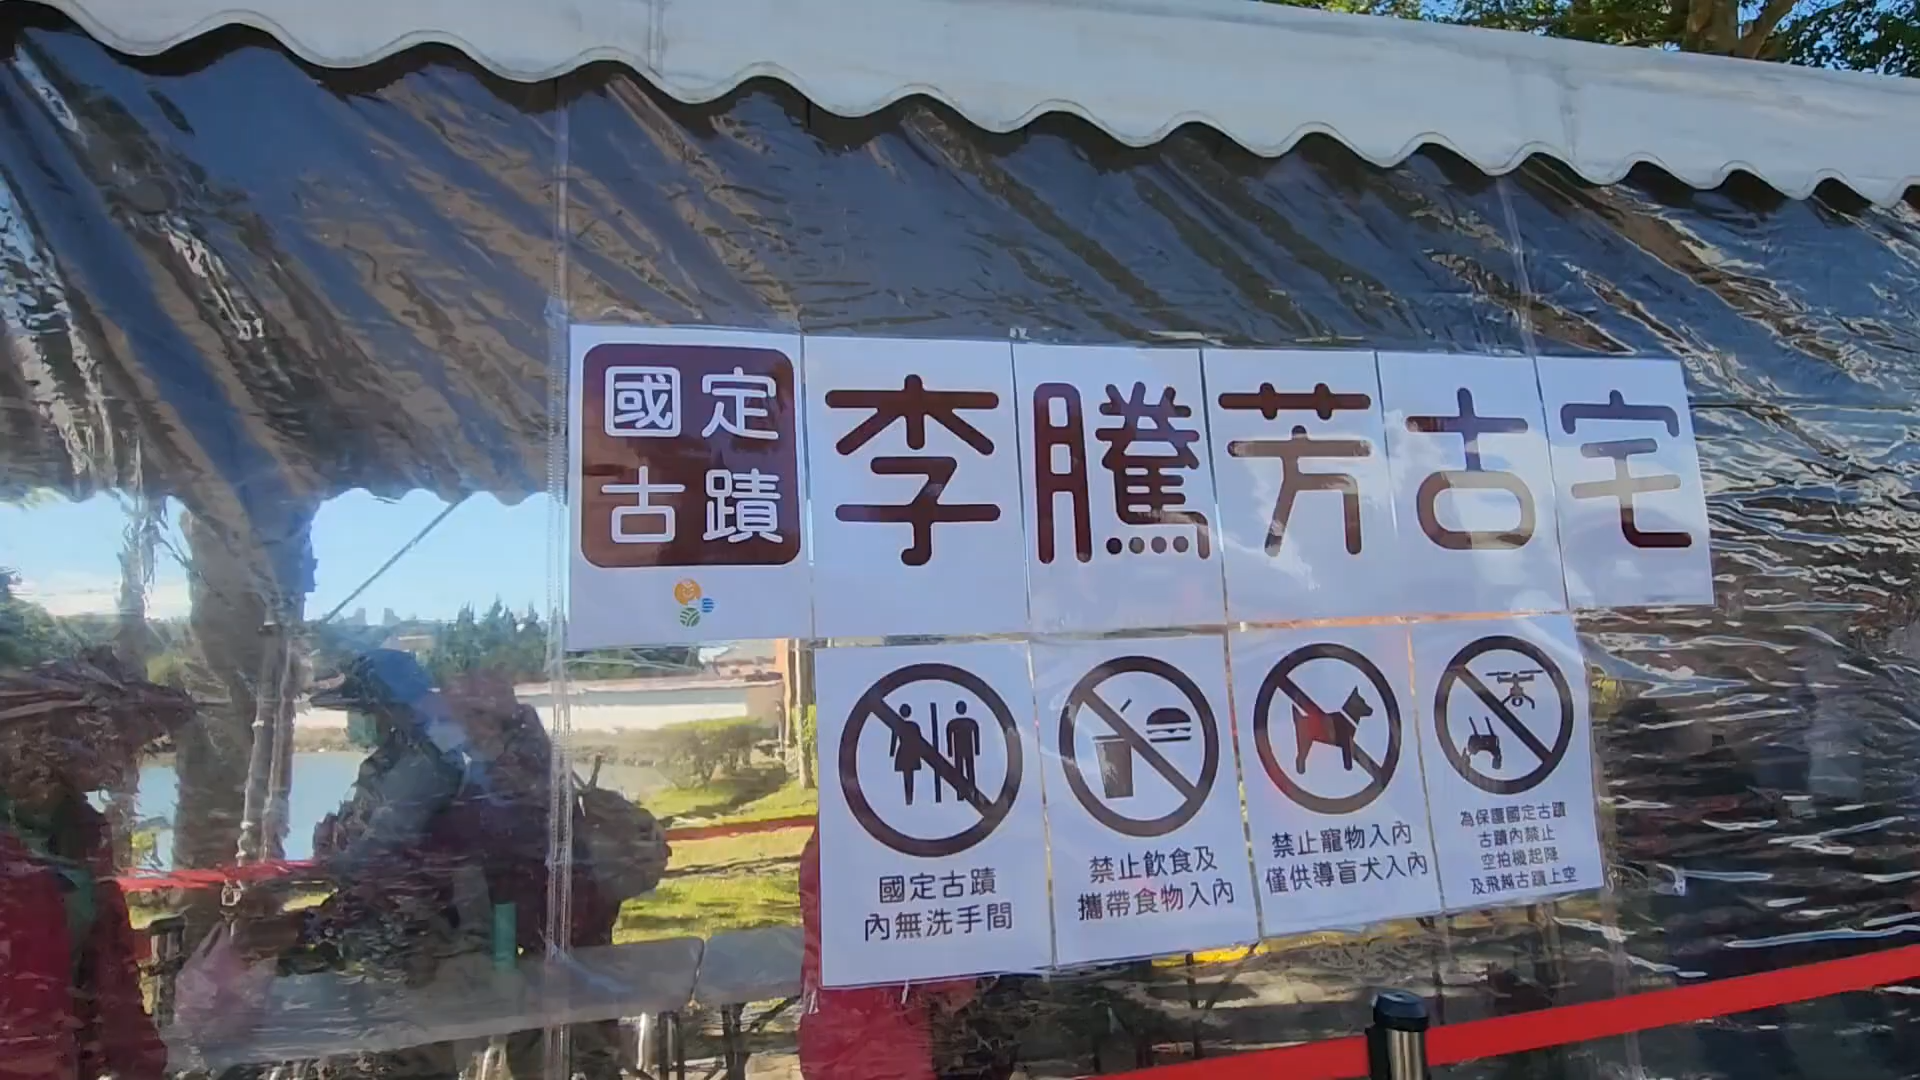 國定
古蹟
李騰芳古宅
國定古蹟
內無洗手間
禁止飲食及
攜帶食物入內
禁止寵物入內
僅供導盲犬入內
為保護國定古蹟
古蹟內禁止
空拍機起降
及飛越古蹟上空